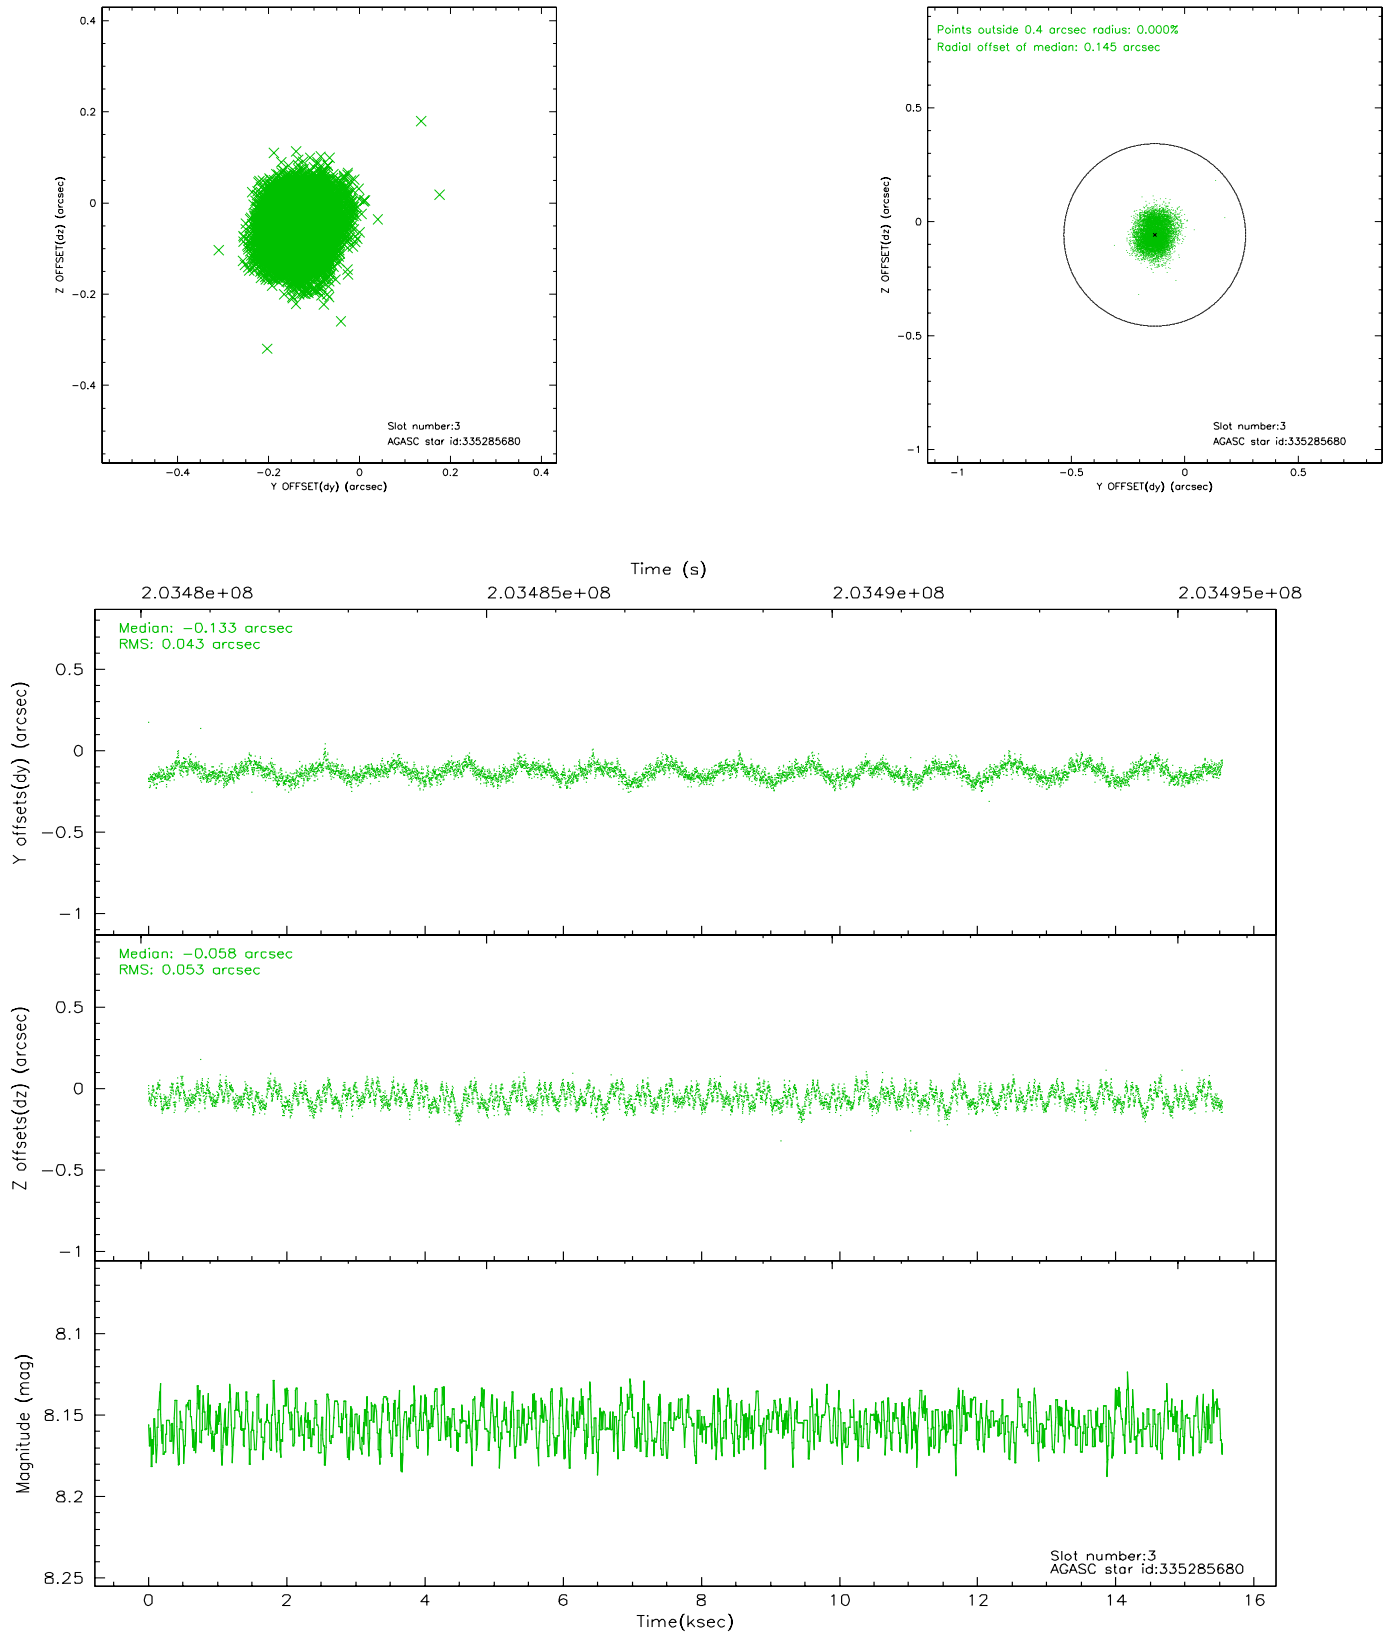 0.4
0.2
0
−0.2
−0.4
Z OFFSET(dz) (arcsec)
Slot number:3
AGASC star id:335285680
−0.4 −0.2 0 0.2 0.4
Y OFFSET(dy) (arcsec)
Points outside 0.4 arcsec radius: 0.000%
Radial offset of median: 0.145 arcsec
0.5
0
−0.5
−1
Z OFFSET(dz) (arcsec)
Slot number:3
AGASC star id:335285680
−1 −0.5 0 0.5
Y OFFSET(dy) (arcsec)
Time (s)
2.0348e+08 2.03485e+08 2.0349e+08 2.03495e+08
Median: −0.133 arcsec
RMS: 0.043 arcsec
0.5
0
−0.5
−1
Y offsets(dy) (arcsec)
Median: −0.058 arcsec
RMS: 0.053 arcsec
0.5
0
−0.5
−1
Z offsets(dz) (arcsec)
8.1
8.15
8.2
8.25
Magnitude (mag)
Slot number:3
AGASC star id:335285680
0 2 4 6 8 10 12 14 16
Time(ksec)